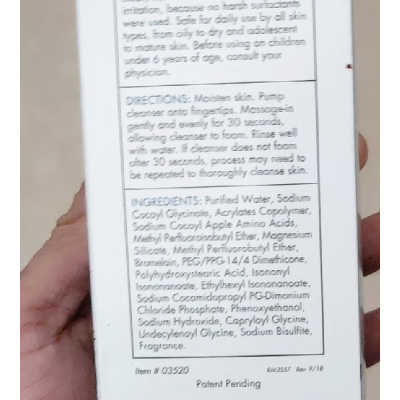 irritation, because no harsh surfactants
were used. Safe for daily use by all skin
types, from oily to dry and adolescent
to mature skin. Before using on children
under 6 years of age, consult your
physician.
DIRECTIONS: Moisten skin. Pump
cleanser onto fingertips. Massage-in
gently and evenly for 30 seconds,
allowing cleanser to foam. Rinse well
with water. If cleanser does not foam
after 30 seconds, process may need to
be repeated to thoroughly cleanse skin.
INGREDIENTS: Purified Water, Sodium
Cocoyl Glycinate, Acrylates Copolymer,
Sodium Cocoyl Apple Amino Acids,
Methyl Perfluoroisobutyl Ether, Magnesium
Silicate, Methyl Perfluorobutyl Ether,
Bromelain, PEG/PPG-14/4 Dimethicone,
Polyhydroxystearic Acid, Isononyl
Isononanoate, Ethylhexyl Isononanoate,
Sodium Cocamidopropyl PG-Dimonium
Chloride Phosphate, Phenoxyethanol,
Sodium Hydroxide, Capryloyl Glycine,
Undecylenoyl Glycine, Sodium Bisulfite,
Fragrance.
Item # 03520
Rev. 9/18
Patent Pending